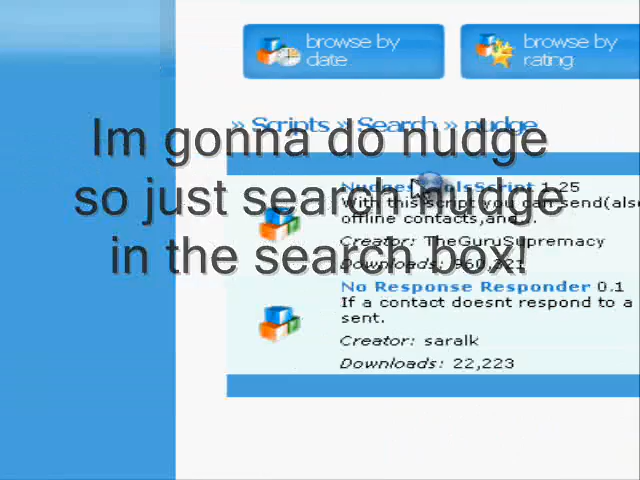 browse by
date
browse by
rating
» Scripts » Search » nudge
Im gonna do nudge
so just search nudge
in the search box!
1.25
With this script you can send(also
offline contacts,and
Creator: TheGuruSupremacy
Downloads:
No Response Responder 0.1
If a contact doesnt respond to a
sent.
Creator: saralk
Downloads: 22,223